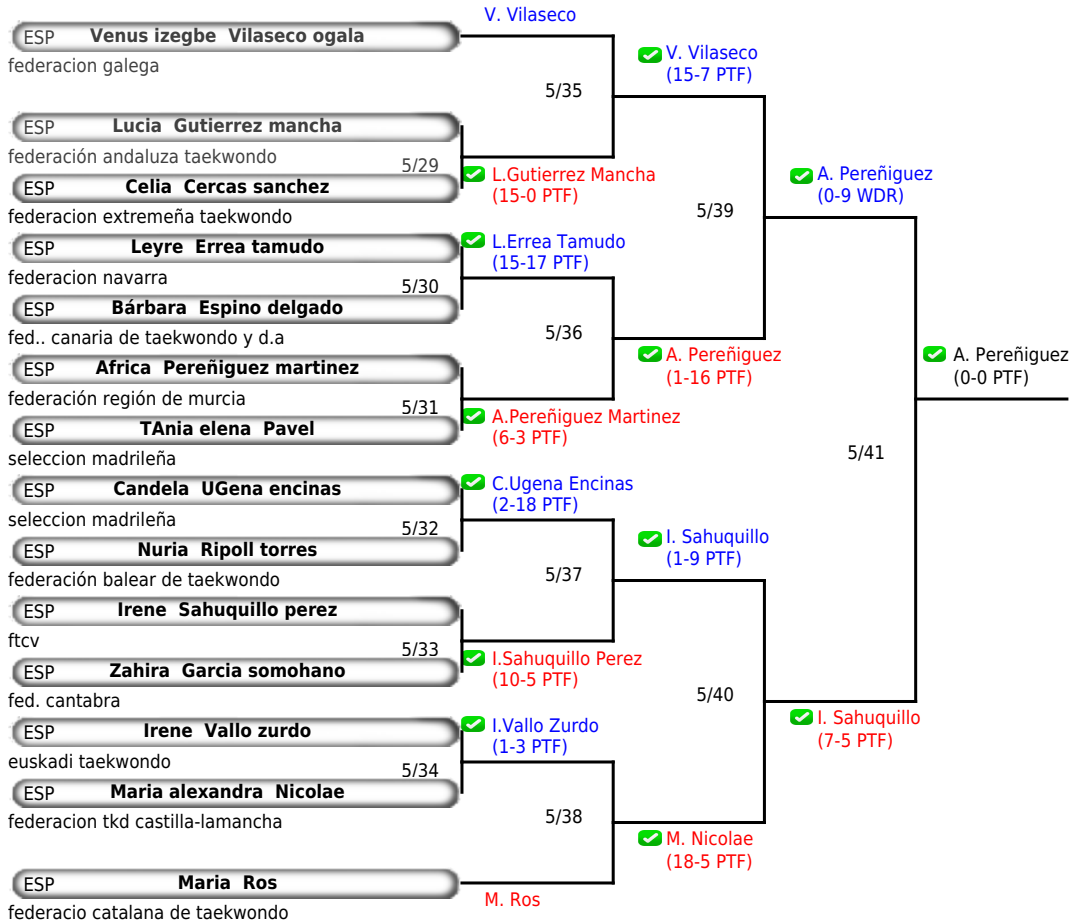 V. Vilaseco
ESP Venus izegbe Vilaseco ogala
federacion galega
V. Vilaseco
(15-7 PTF)
5/35
ESP Lucia Gutierrez mancha
federación andaluza taekwondo
5/29
L.Gutierrez Mancha
(15-0 PTF)
ESP Celia Cercas sanchez
federacion extremeña taekwondo
A. Pereñiguez
(0-9 WDR)
5/39
ESP Leyre Errea tamudo
federacion navarra
L.Errea Tamudo
(15-17 PTF)
5/30
ESP Bárbara Espino delgado
fed.. canaria de taekwondo y d.a
5/36
A. Pereñiguez
(1-16 PTF)
A. Pereñiguez
(0-0 PTF)
ESP Africa Pereñiguez martinez
federación región de murcia
5/31
A.Pereñiguez Martinez
(6-3 PTF)
ESP TAnia elena Pavel
seleccion madrileña
5/41
ESP Candela UGena encinas
seleccion madrileña
C.Ugena Encinas
(2-18 PTF)
5/32
I. Sahuquillo
(1-9 PTF)
ESP Nuria Ripoll torres
federación balear de taekwondo
5/37
ESP Irene Sahuquillo perez
ftcv
5/33
I.Sahuquillo Perez
(10-5 PTF)
ESP Zahira Garcia somohano
fed. cantabra
5/40
I. Sahuquillo
(7-5 PTF)
ESP Irene Vallo zurdo
euskadi taekwondo
I.Vallo Zurdo
(1-3 PTF)
5/34
ESP Maria alexandra Nicolae
federacion tkd castilla-lamancha
5/38
M. Nicolae
(18-5 PTF)
ESP Maria Ros
federacio catalana de taekwondo
M. Ros